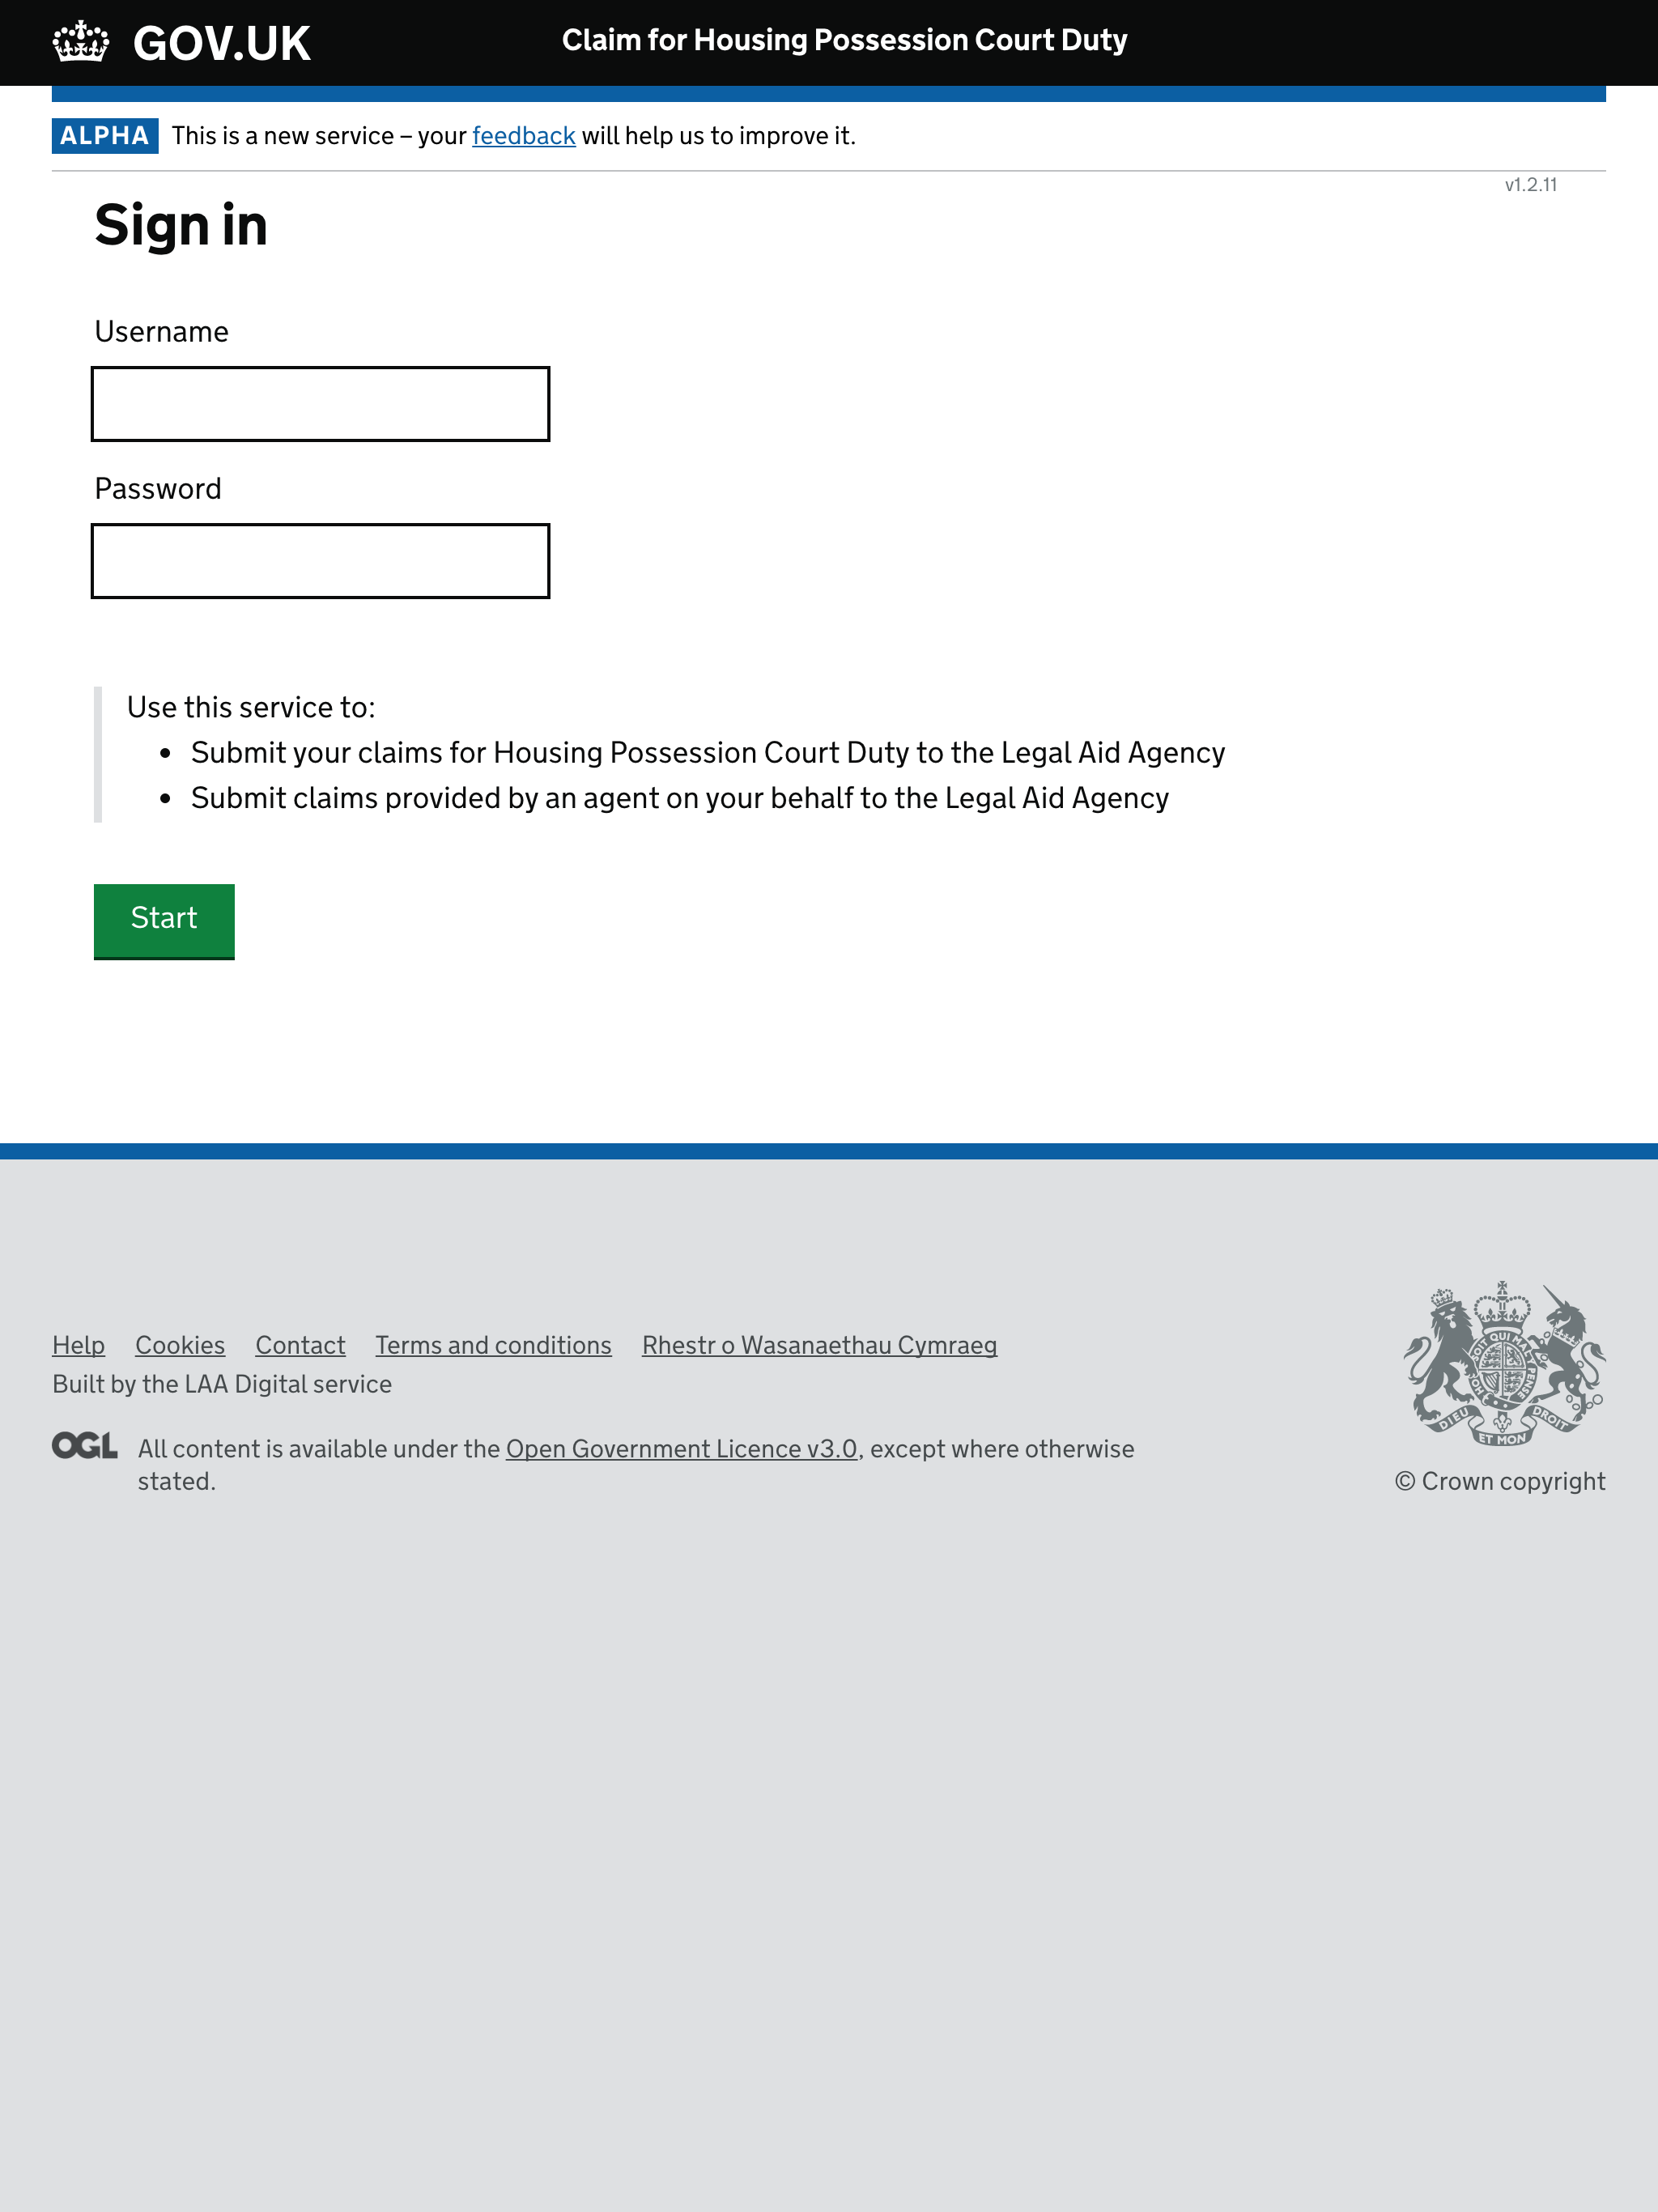 GOV.UK
Claim for Housing Possession Court Duty
ALPHA This is a new service – your feedback will help us to improve it.
v1.2.11
Sign in
Username
Password
Use this service to:
• Submit your claims for Housing Possession Court Duty to the Legal Aid Agency
• Submit claims provided by an agent on your behalf to the Legal Aid Agency
Start
Help Cookies Contact Terms and conditions Rhestr o Wasanaethau Cymraeg
Built by the LAA Digital service
OGL All content is available under the Open Government Licence v3.0, except where otherwise
stated.
DIEU ET MON DROIT
© Crown copyright